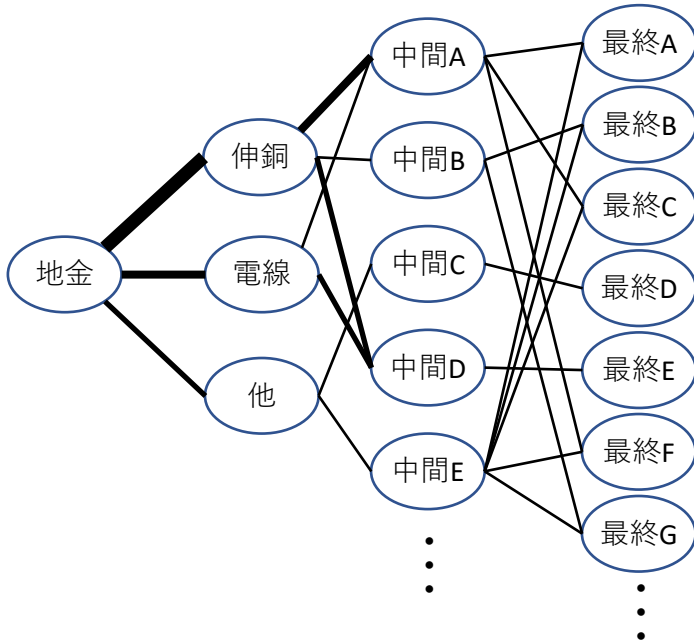 地金
伸銅
電線
他
中間A
中間B
中間C
中間D
中間E
最終A
最終B
最終C
最終D
最終E
最終F
最終G